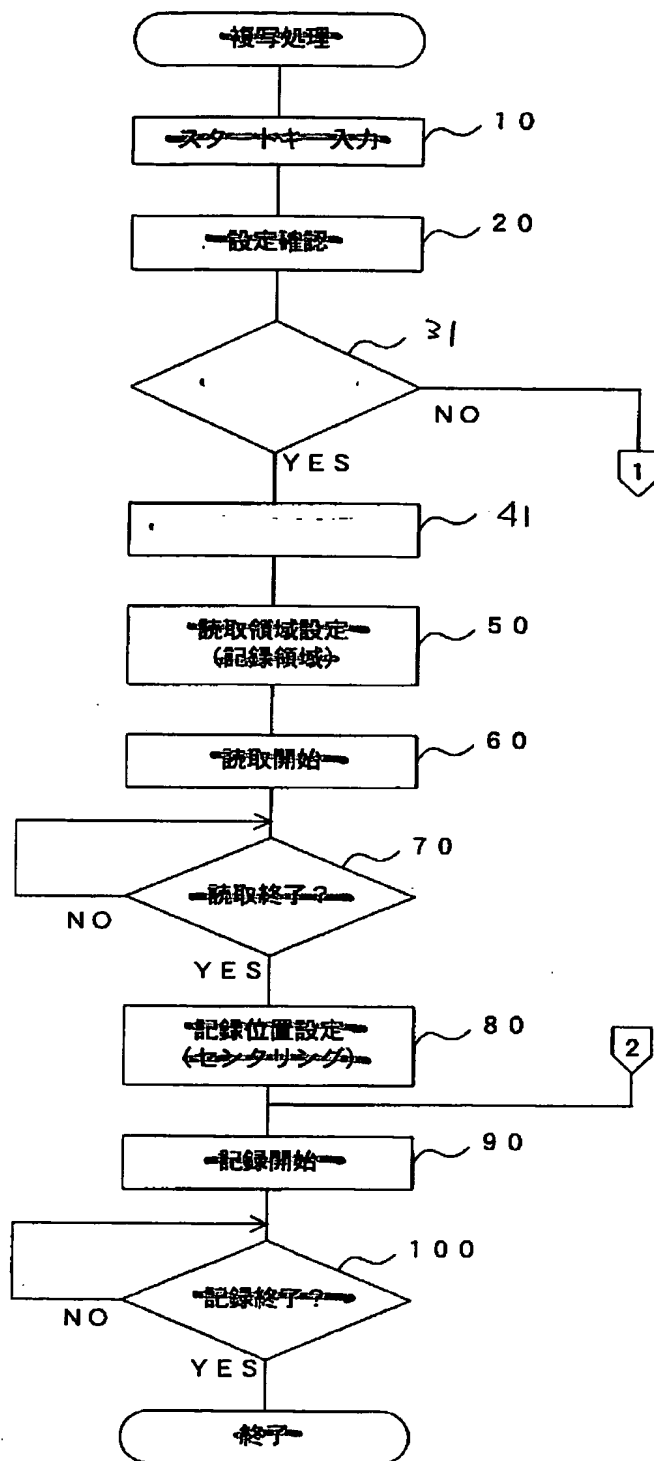 複写処理
スタートキー入力
10
設定確認
20
31
NO
YES
1
41
読取領域設定
(記録領域)
50
読取開始
60
読取終了?
70
NO
YES
記録位置設定
(センタリング)
80
2
記録開始
90
記録終了?
100
NO
YES
終了